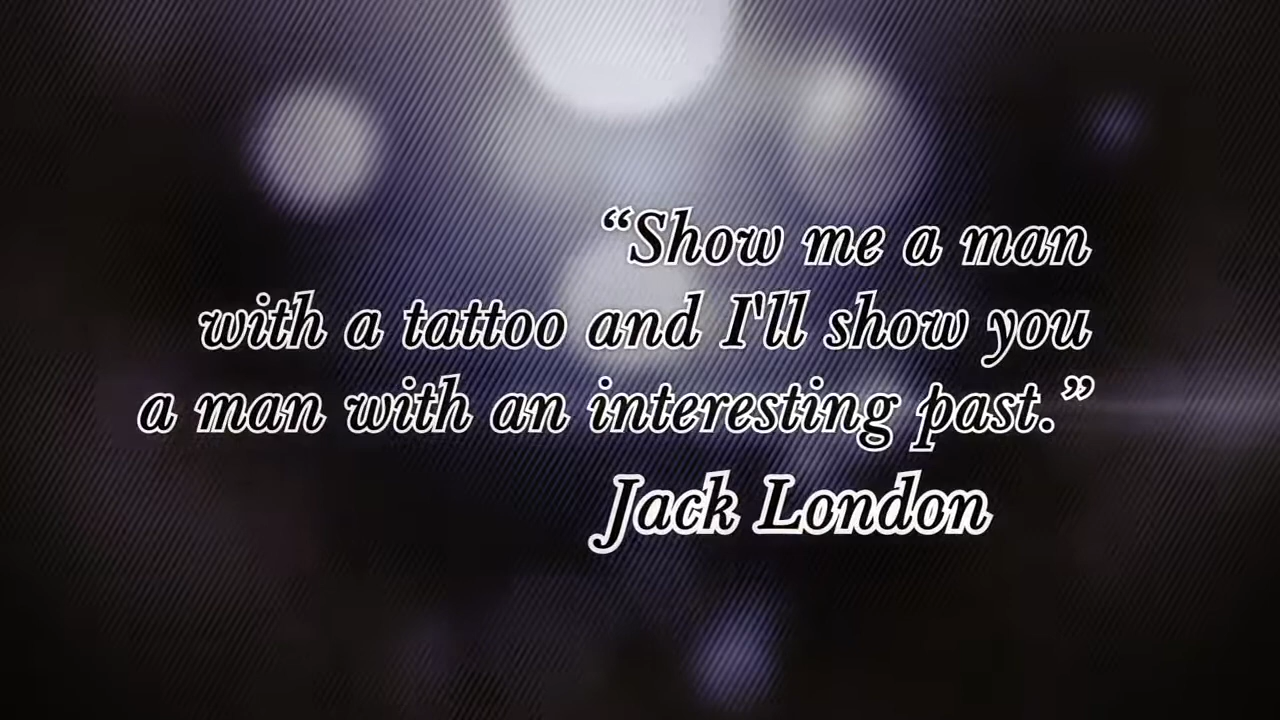 “Show me a man
with a tattoo and I'll show you
a man with an interesting past.”
Jack London